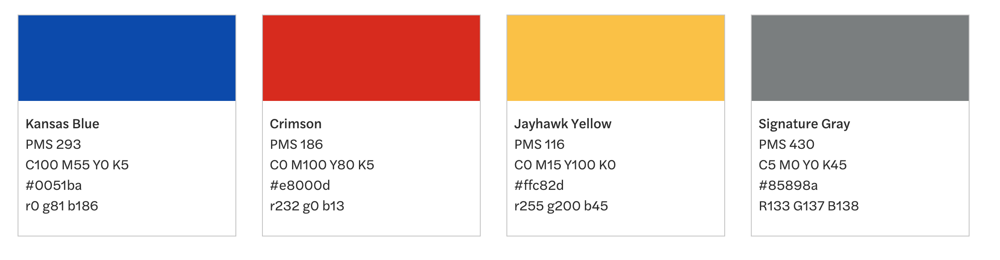 Kansas Blue
PMS 293
C100 M55 Y0 K5
#0051ba
r0 g81 b186
Crimson
PMS 186
C0 M100 Y80 K5
#e8000d
r232 g0 b13
Jayhawk Yellow
PMS 116
C0 M15 Y100 K0
#ffc82d
r255 g200 b45
Signature Gray
PMS 430
C5 M0 Y0 K45
#85898a
R133 G137 B138